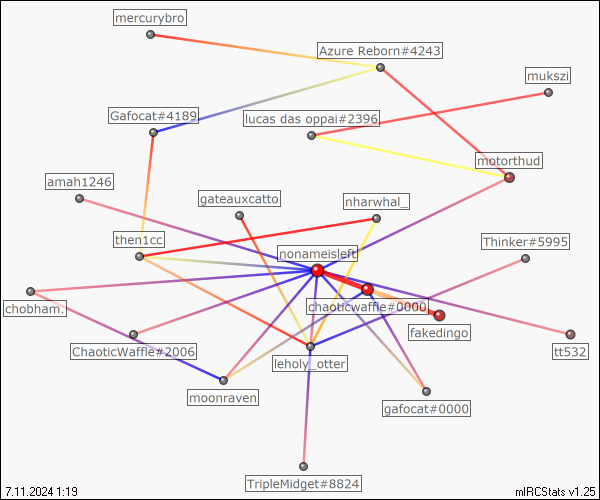 mercurybro
Azure Reborn#4243
mukszi
Gafocat#4189
lucas das oppai#2396
motorthud
amah1246
gateauxcatto
nharwhal_
then1cc
nonameisleft
Thinker#5995
chobham.
chaoticwaffle#0000
fakedingo
ChaoticWaffle#2006
leholy_otter
tt532
moonraven
gafocat#0000
TripleMidget#8824
7.11.2024 1:19
mIRCStats v1.25